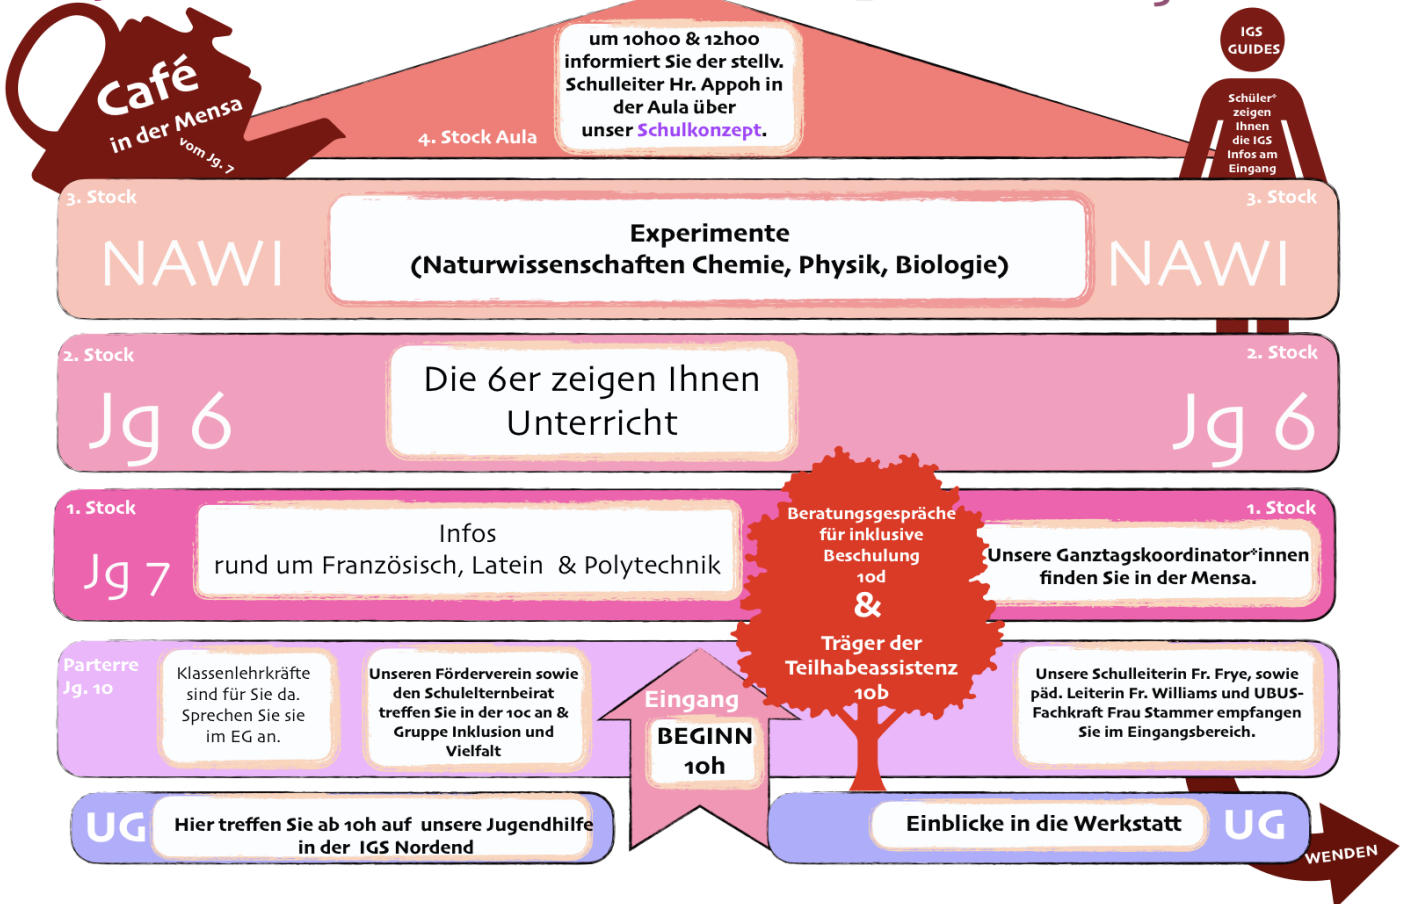 Café
in der Mensa
vom Jg. 7
um 10h00 & 12h00
informiert Sie der stellv.
Schulleiter Hr. Appoh in
der Aula über
unser Schulkonzept.
4. Stock Aula
IGS
GUIDES
Schüler*
zeigen
Ihnen
die IGS
Infos am
Eingang
3. Stock
NAWI
Experimente
(Naturwissenschaften Chemie, Physik, Biologie)
3. Stock
NAWI
2. Stock
Jg 6
Die 6er zeigen Ihnen
Unterricht
2. Stock
Jg 6
1. Stock
Jg 7
Infos
rund um Französisch, Latein & Polytechnik
Beratungsgespräche
für inklusive
Beschulung
10d
&
Träger der
Teilhabeassistenz
10b
1. Stock
Unsere Ganztagskoordinator*innen
finden Sie in der Mensa.
Parterre
Jg. 10
Klassenlehrkräfte
sind für Sie da.
Sprechen Sie sie
im EG an.
Unseren Förderverein sowie
den Schulelternbeirat
treffen Sie in der 10c an &
Gruppe Inklusion und
Vielfalt
Eingang
BEGINN
10h
Unsere Schulleiterin Fr. Frye, sowie
päd. Leiterin Fr. Williams und UBUS-
Fachkraft Frau Stammer empfangen
Sie im Eingangsbereich.
UG
Hier treffen Sie ab 10h auf unsere Jugendhilfe
in der IGS Nordend
Einblicke in die Werkstatt
UG
WENDEN